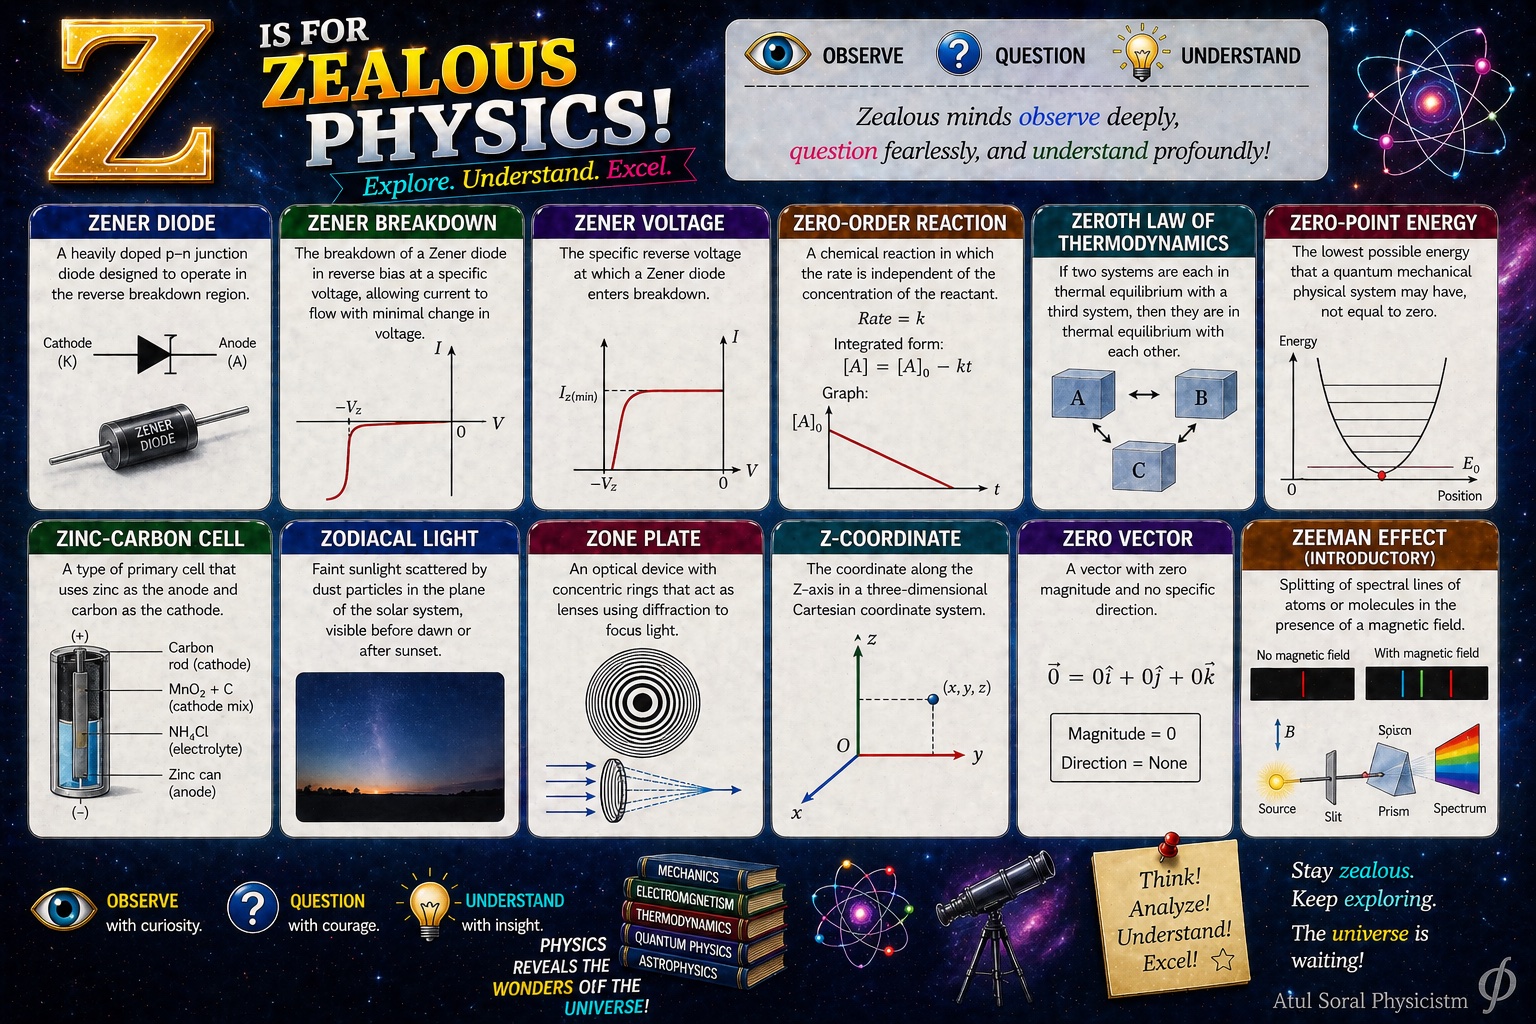 Z
IS FOR
ZEALOUS
PHYSICS!
Explore. Understand. Excel.
OBSERVE
QUESTION
UNDERSTAND
Zealous minds observe deeply,
question fearlessly, and understand profoundly!
ZENER DIODE
A heavily doped p–n junction
diode designed to operate in
the reverse breakdown region.
Cathode
(K)
Anode
(A)
ZENER
DIODE
ZENER BREAKDOWN
The breakdown of a Zener diode
in reverse bias at a specific
voltage, allowing current to
flow with minimal change in
voltage.
I
−Vz
0
V
ZENER VOLTAGE
The specific reverse voltage
at which a Zener diode
enters breakdown.
I
Iz(min)
−Vz
0
V
ZERO-ORDER REACTION
A chemical reaction in which
the rate is independent of the
concentration of the reactant.
Rate = k
Integrated form:
[A] = [A]₀ − kt
Graph:
[A]₀
t
ZEROTH LAW OF
THERMODYNAMICS
If two systems are each in
thermal equilibrium with a
third system, then they are in
thermal equilibrium with
each other.
A
B
C
ZERO-POINT ENERGY
The lowest possible energy
that a quantum mechanical
physical system may have,
not equal to zero.
Energy
E₀
0
Position
ZINC-CARBON CELL
A type of primary cell that
uses zinc as the anode and
carbon as the cathode.
(+)
Carbon
rod (cathode)
MnO₂ + C
(cathode mix)
NH₄Cl
(electrolyte)
Zinc can
(anode)
(−)
ZODIACAL LIGHT
Faint sunlight scattered by
dust particles in the plane
of the solar system,
visible before dawn or
after sunset.
ZONE PLATE
An optical device with
concentric rings that act as
lenses using diffraction to
focus light.
Z-COORDINATE
The coordinate along the
Z-axis in a three-dimensional
Cartesian coordinate system.
z
(x, y, z)
O
y
x
ZERO VECTOR
A vector with zero
magnitude and no specific
direction.
0⃗ = 0î + 0ĵ + 0k⃗
Magnitude = 0
Direction = None
ZEEMAN EFFECT
(INTRODUCTORY)
Splitting of spectral lines of
atoms or molecules in the
presence of a magnetic field.
No magnetic field
With magnetic field
B
Source
Slit
Prism
Spectrum
OBSERVE
with curiosity.
QUESTION
with courage.
UNDERSTAND
with insight.
PHYSICS
REVEALS THE
WONDERS OIF THE
UNIVERSE!
MECHANICS
ELECTROMGNETISM
THERMODYNAMICS
QUANTUM PHYSICS
ASTROPHYSICS
Think!
Analyze!
Understand!
Excel!
Stay zealous.
Keep exploring.
The universe is
waiting!
Atul Soral Physicistm